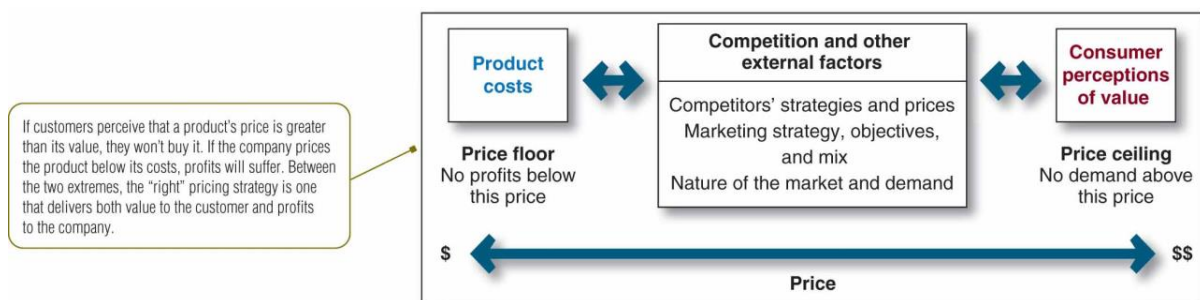 If customers perceive that a product's price is greater
than its value, they won't buy it. If the company prices
the product below its costs, profits will suffer. Between
the two extremes, the "right" pricing strategy is one
that delivers both value to the customer and profits
to the company.
Product
costs
Price floor
No profits below
this price
Competition and other
external factors
Competitors' strategies and prices
Marketing strategy, objectives,
and mix
Nature of the market and demand
Consumer
perceptions
of value
Price ceiling
No demand above
this price
$
$$
Price